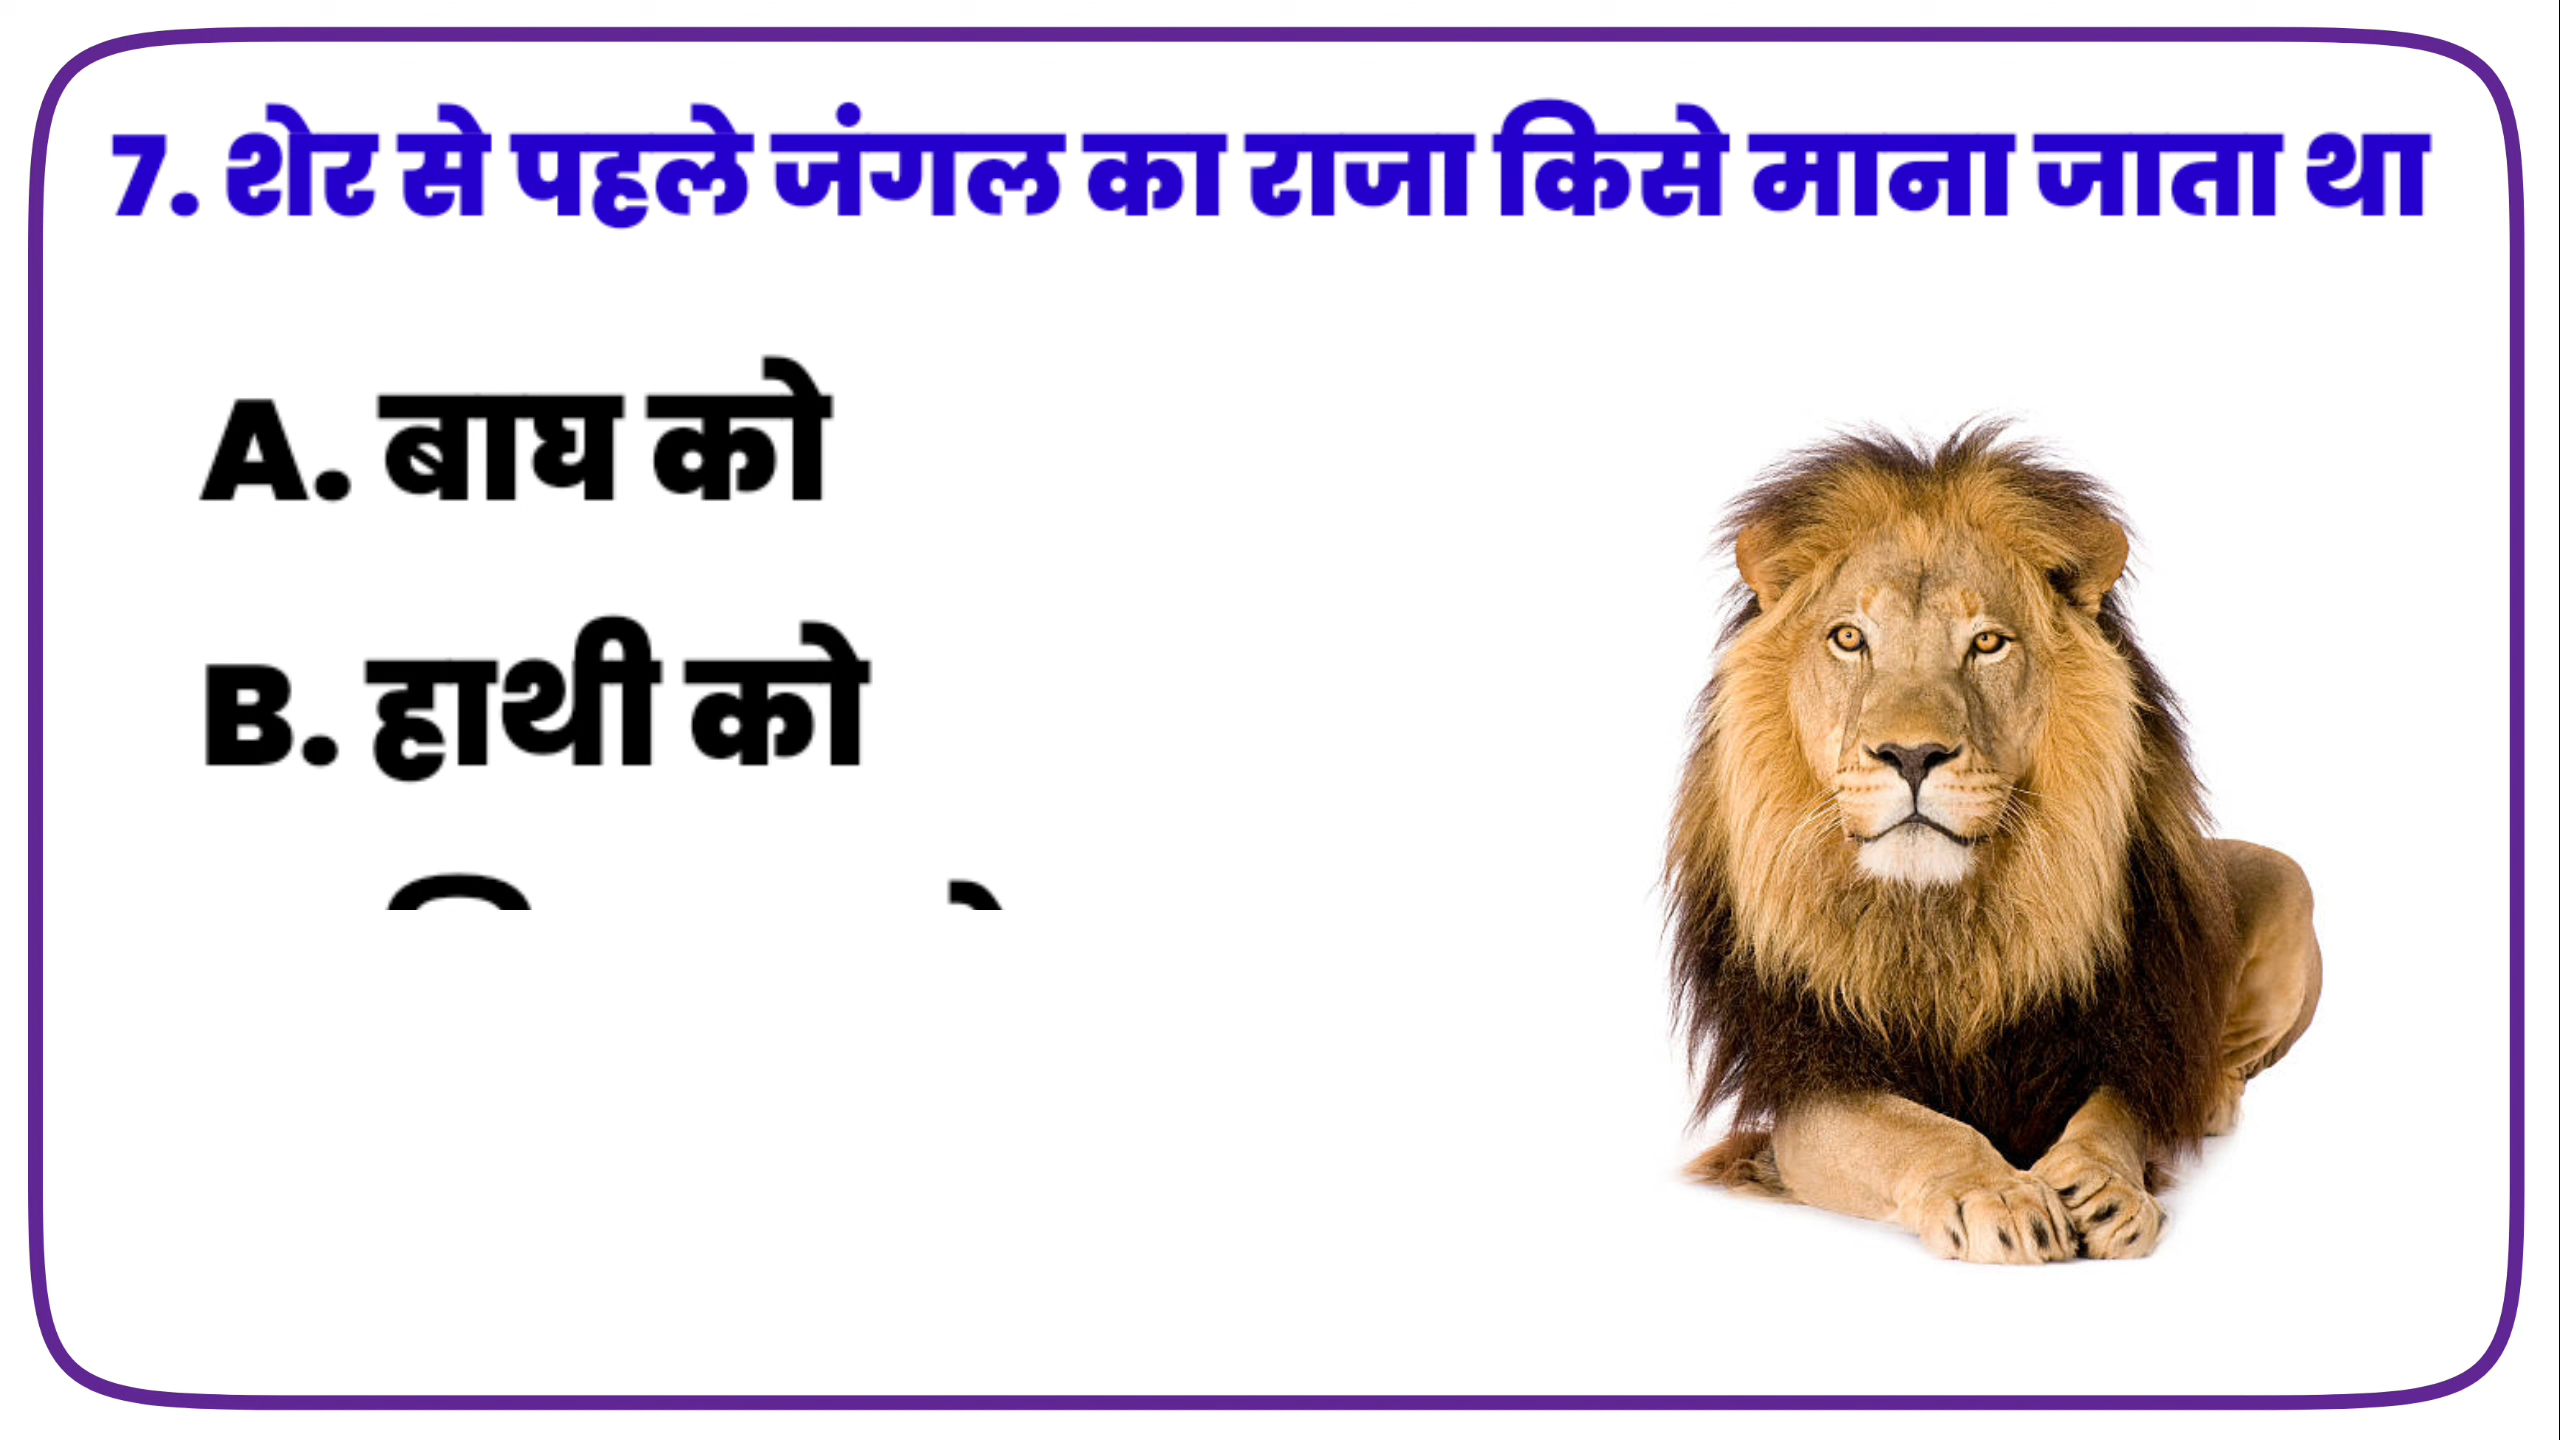 7. शेर से पहले जंगल का राजा किसे माना जाता था
A. बाघ को
B. हाथी को